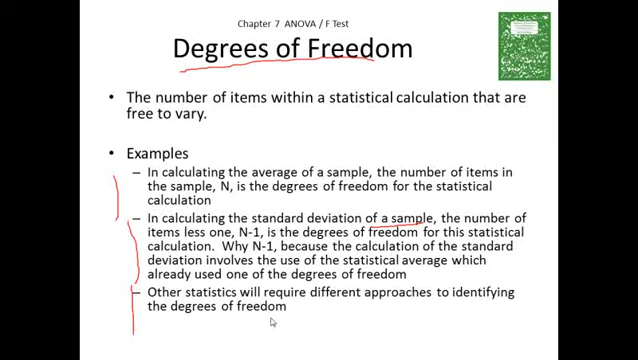 Chapter 7 ANOVA / F Test
Degrees of Freedom
• The number of items within a statistical calculation that are
free to vary.
• Examples
– In calculating the average of a sample, the number of items in
the sample, N, is the degrees of freedom for the statistical
calculation
– In calculating the standard deviation of a sample, the number of
items less one, N-1, is the degrees of freedom for this statistical
calculation. Why N-1, because the calculation of the standard
deviation involves the use of the statistical average which
already used one of the degrees of freedom
– Other statistics will require different approaches to identifying
the degrees of freedom